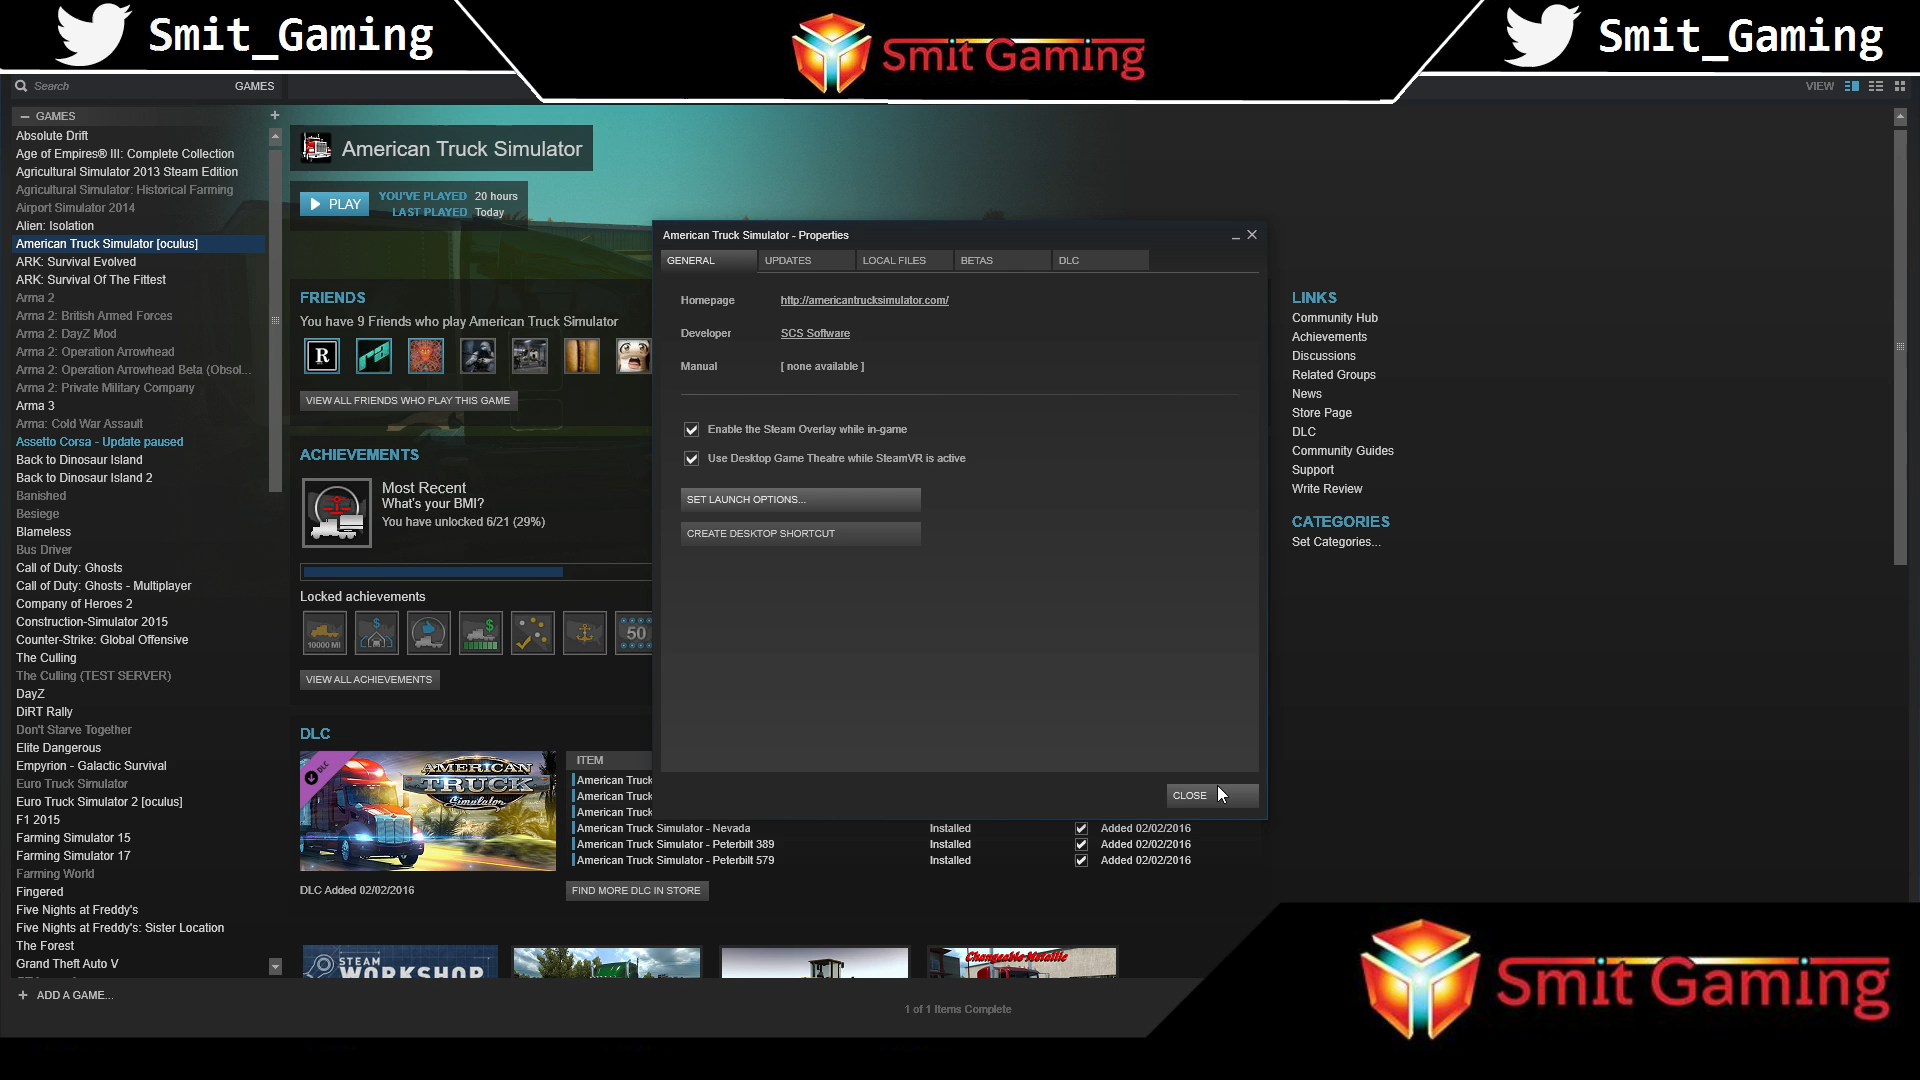 Smit_Gaming
Smit Gaming
Smit_Gaming
Search
GAMES
VIEW
GAMES
Absolute Drift
Age of Empires® III: Complete Collection
Agricultural Simulator 2013 Steam Edition
Agricultural Simulator: Historical Farming
Airport Simulator 2014
Alien: Isolation
American Truck Simulator [oculus]
ARK: Survival Evolved
ARK: Survival Of The Fittest
Arma 2
Arma 2: British Armed Forces
Arma 2: DayZ Mod
Arma 2: Operation Arrowhead
Arma 2: Operation Arrowhead Beta (Obsol...
Arma 2: Private Military Company
Arma 3
Arma: Cold War Assault
Assetto Corsa - Update paused
Back to Dinosaur Island
Back to Dinosaur Island 2
Banished
Besiege
Blameless
Bus Driver
Call of Duty: Ghosts
Call of Duty: Ghosts - Multiplayer
Company of Heroes 2
Construction-Simulator 2015
Counter-Strike: Global Offensive
The Culling
The Culling (TEST SERVER)
DayZ
DiRT Rally
Don't Starve Together
Elite Dangerous
Empyrion - Galactic Survival
Euro Truck Simulator
Euro Truck Simulator 2 [oculus]
F1 2015
Farming Simulator 15
Farming Simulator 17
Farming World
Fingered
Five Nights at Freddy's
Five Nights at Freddy's: Sister Location
The Forest
Grand Theft Auto V
ADD A GAME...
American Truck Simulator
PLAY
YOU'VE PLAYED 20 hours
LAST PLAYED Today
FRIENDS
You have 9 Friends who play American Truck Simulator
R
VIEW ALL FRIENDS WHO PLAY THIS GAME
ACHIEVEMENTS
Most Recent
What's your BMI?
You have unlocked 6/21 (29%)
Locked achievements
10000 MI
$
$
50
VIEW ALL ACHIEVEMENTS
DLC
DLC
AMERICAN
TRUCK
Simulator
DLC Added 02/02/2016
ITEM
American Truck
American Truck
American Truck
American Truck Simulator - Nevada Installed Added 02/02/2016
American Truck Simulator - Peterbilt 389 Installed Added 02/02/2016
American Truck Simulator - Peterbilt 579 Installed Added 02/02/2016
FIND MORE DLC IN STORE
STEAM
WORKSHOP
Changeable Metallic
1 of 1 Items Complete
American Truck Simulator - Properties
GENERAL UPDATES LOCAL FILES BETAS DLC
Homepage http://americantrucksimulator.com/
Developer SCS Software
Manual [ none available ]
Enable the Steam Overlay while in-game
Use Desktop Game Theatre while SteamVR is active
SET LAUNCH OPTIONS...
CREATE DESKTOP SHORTCUT
CLOSE
LINKS
Community Hub
Achievements
Discussions
Related Groups
News
Store Page
DLC
Community Guides
Support
Write Review
CATEGORIES
Set Categories...
Smit Gaming